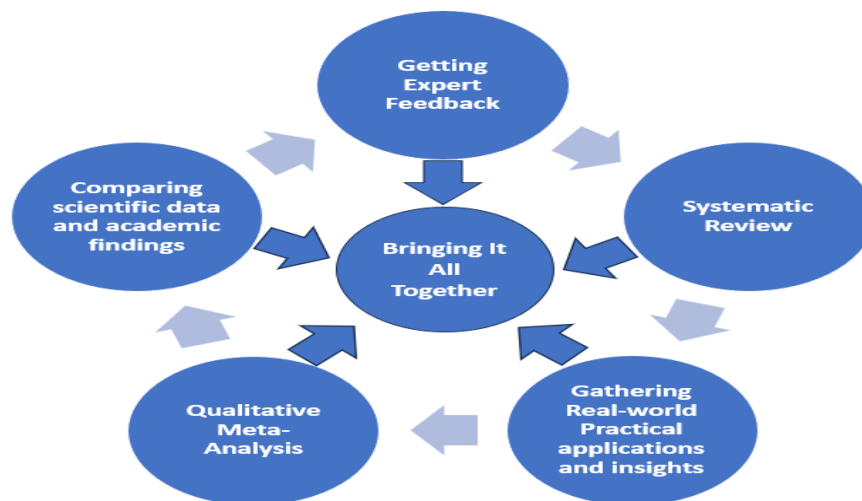 Getting
Expert
Feedback
Comparing
scientific data
and academic
findings
Systematic
Review
Bringing It
All
Together
Qualitative
Meta-
Analysis
Gathering
Real-world
Practical
applications
and insights